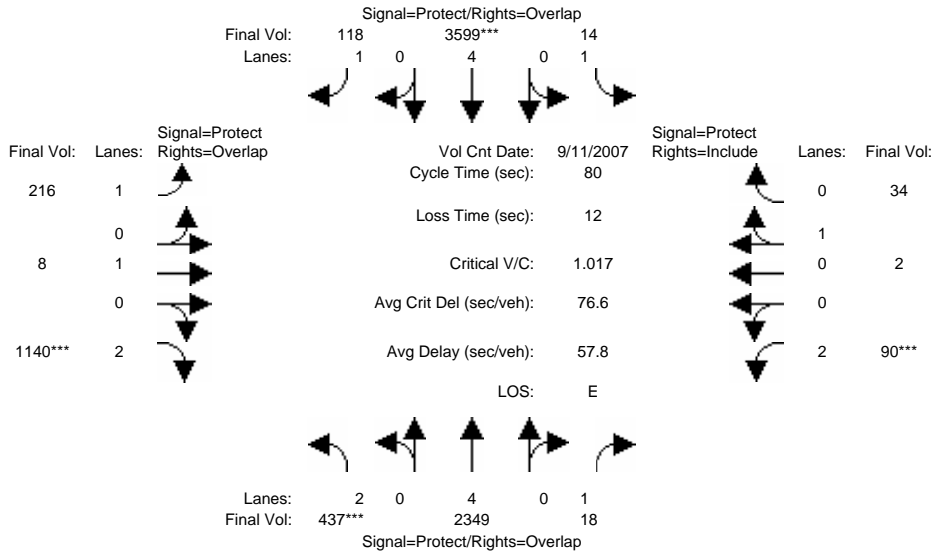 Signal=Protect/Rights=Overlap
Final Vol: 118 3599*** 14
Lanes: 1 0 4 0 1
Signal=Protect
Rights=Overlap
Final Vol: Lanes:
Vol Cnt Date: 9/11/2007
Signal=Protect
Rights=Include
Lanes: Final Vol:
Cycle Time (sec): 80
216 1
0 34
Loss Time (sec): 12
0
1
8 1
Critical V/C: 1.017
0 2
0
Avg Crit Del (sec/veh): 76.6
0
1140*** 2
Avg Delay (sec/veh): 57.8
2 90***
LOS: E
Lanes: 2 0 4 0 1
Final Vol: 437*** 2349 18
Signal=Protect/Rights=Overlap